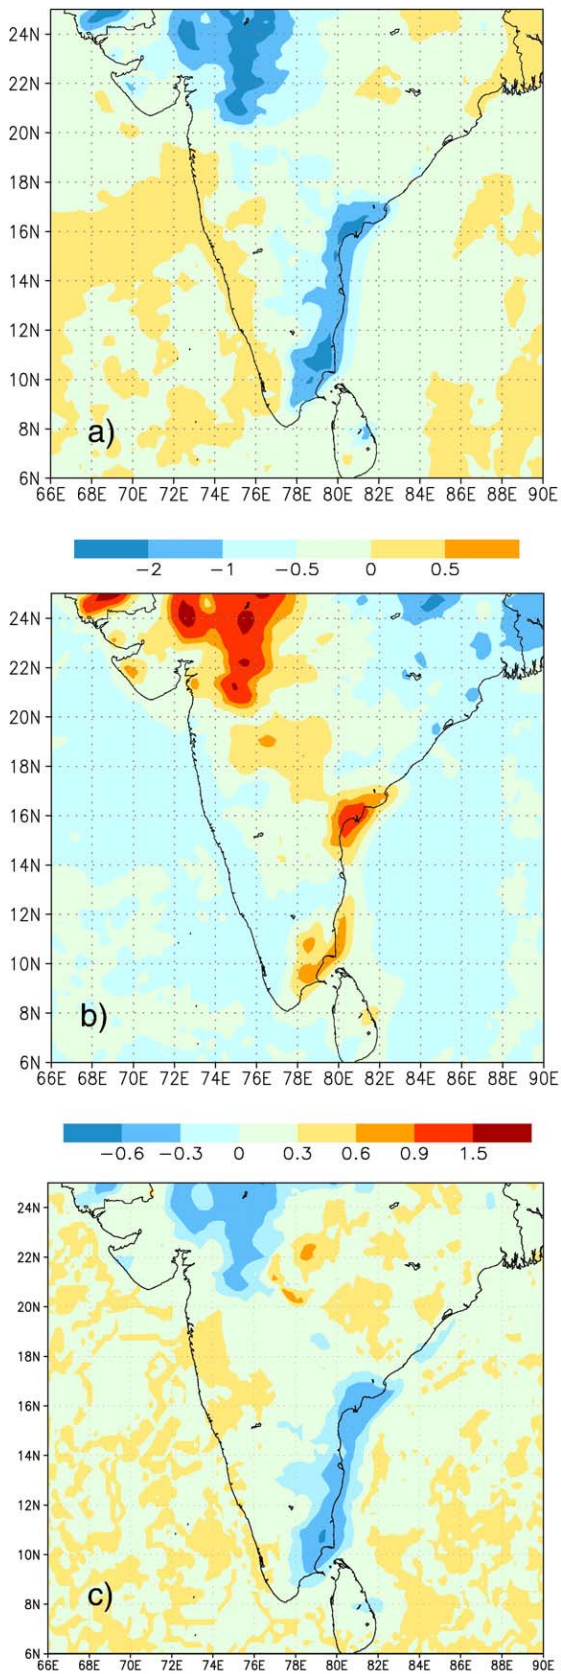 24N
22N
20N
18N
16N
14N
12N
10N
8N
6N
a)
66E 68E 70E 72E 74E 76E 78E 80E 82E 84E 86E 88E 90E
−2 −1 −0.5 0 0.5
24N
22N
20N
18N
16N
14N
12N
10N
8N
6N
b)
66E 68E 70E 72E 74E 76E 78E 80E 82E 84E 86E 88E 90E
−0.6 −0.3 0 0.3 0.6 0.9 1.5
24N
22N
20N
18N
16N
14N
12N
10N
8N
6N
c)
66E 68E 70E 72E 74E 76E 78E 80E 82E 84E 86E 88E 90E